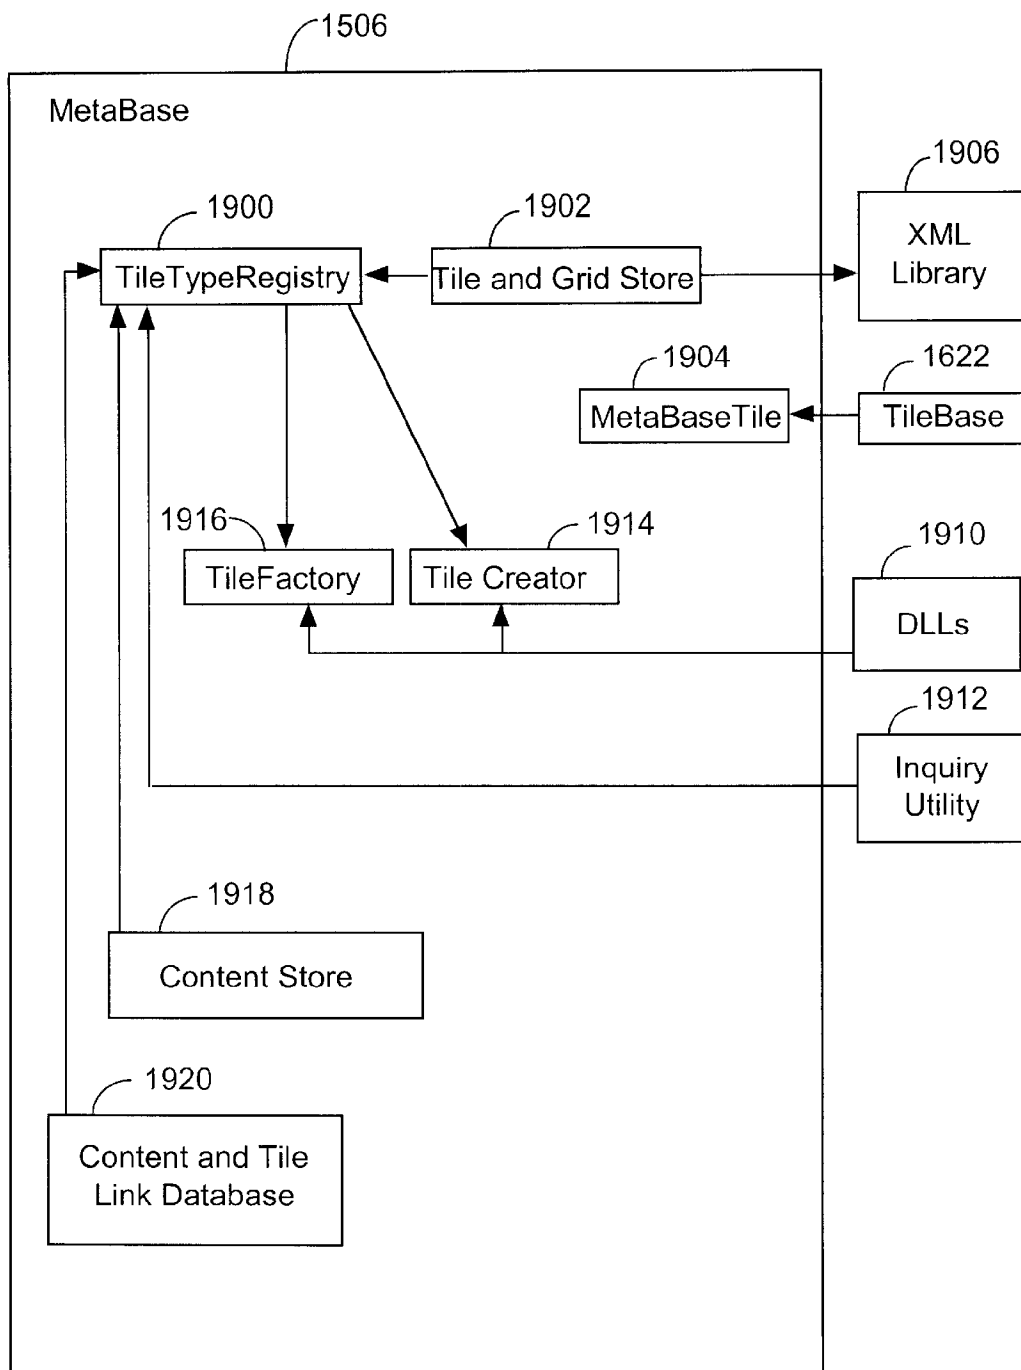 1506
MetaBase
1906
XML
Library
1900
1902
TileTypeRegistry
Tile and Grid Store
1904
1622
MetaBaseTile
TileBase
1916
1914
1910
TileFactory
Tile Creator
DLLs
1912
Inquiry
Utility
1918
Content Store
1920
Content and Tile
Link Database